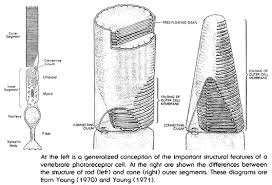 Outer
Segment
Connecting
Cilium
Ellipsoid
Inner
Segment
Myoid
Nucleus
Synaptic
Body
FREE-FLOATING DISKS
CONNECTING
CILIUM
INFOLDING
OF OUTER CELL
MEMBRANE
CONNECTING
CILIUM
INFOLDING
OF
OUTER CELL
MEMBRANE
At the left is a generalized conception of the important structural features of a
vertebrate photoreceptor cell. At the right are shown the differences between
the structure of rod (left) and cone (right) outer segments. These diagrams are
from Young (1970) and Young (1971).